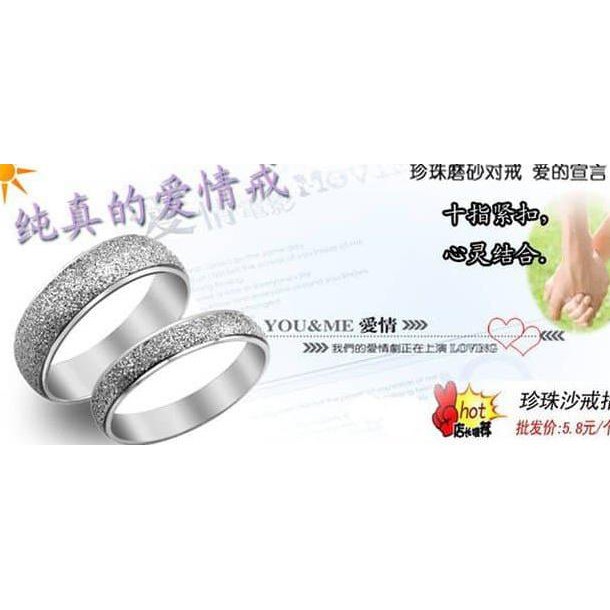 纯真的爱情戒
珍珠磨砂对戒 爱的宣言
十指紧扣,
心灵结合.
YOU&ME 愛情
我們的愛情劇正在上演 LOVING
hot
店长推荐
珍珠沙戒指
批发价:5.8元/个